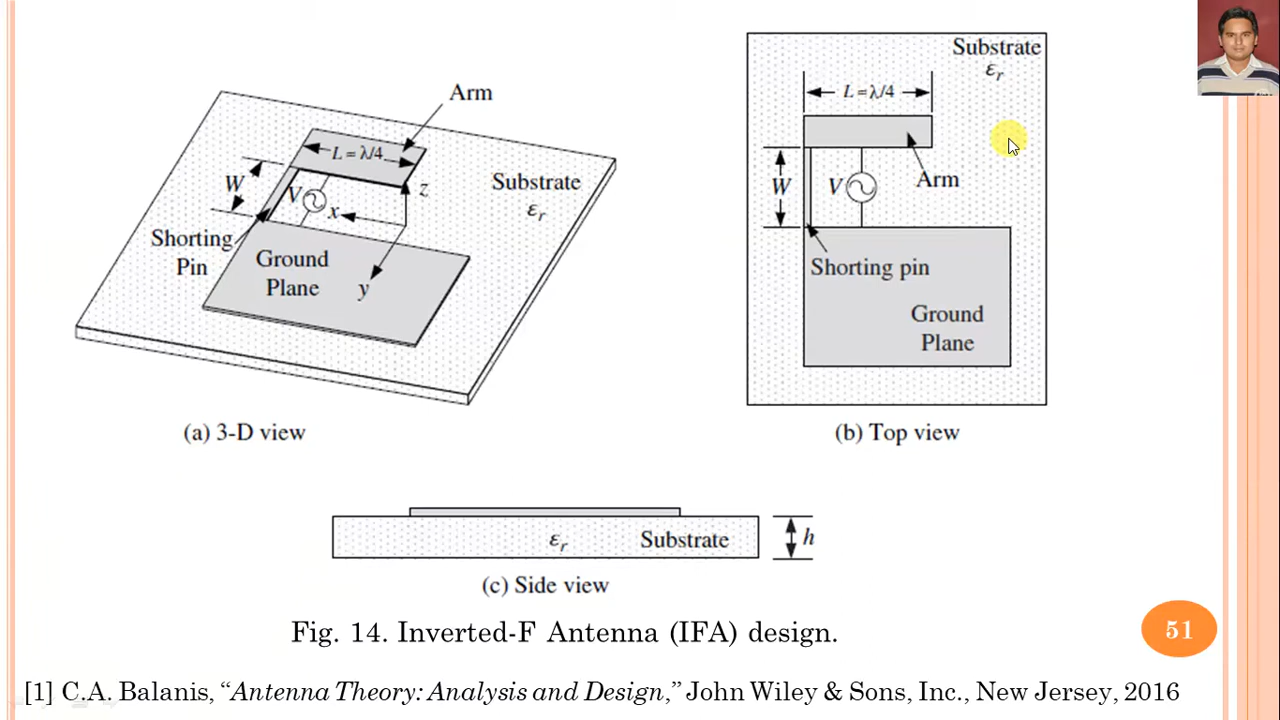 Arm
L = λ/4
W
V
z
x
Substrate
εr
Shorting
Pin
Ground
Plane
y
(a) 3-D view
Substrate
εr
L = λ/4
W
V
Arm
Shorting pin
Ground
Plane
(b) Top view
εr
Substrate
h
(c) Side view
Fig. 14. Inverted-F Antenna (IFA) design.
51
[1] C.A. Balanis, “Antenna Theory: Analysis and Design,” John Wiley & Sons, Inc., New Jersey, 2016